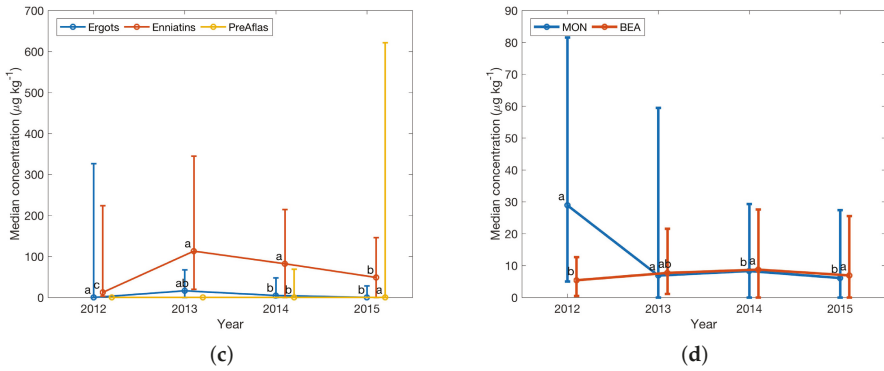 Ergots Enniatins PreAflas
Median concentration (μg kg⁻¹)
700
600
500
400
300
200
100
0
a c a ab a b b b b a
2012 2013 2014 2015
Year
(c)
MON BEA
Median concentration (μg kg⁻¹)
90
80
70
60
50
40
30
20
10
0
a b a ab b a b a
2012 2013 2014 2015
Year
(d)